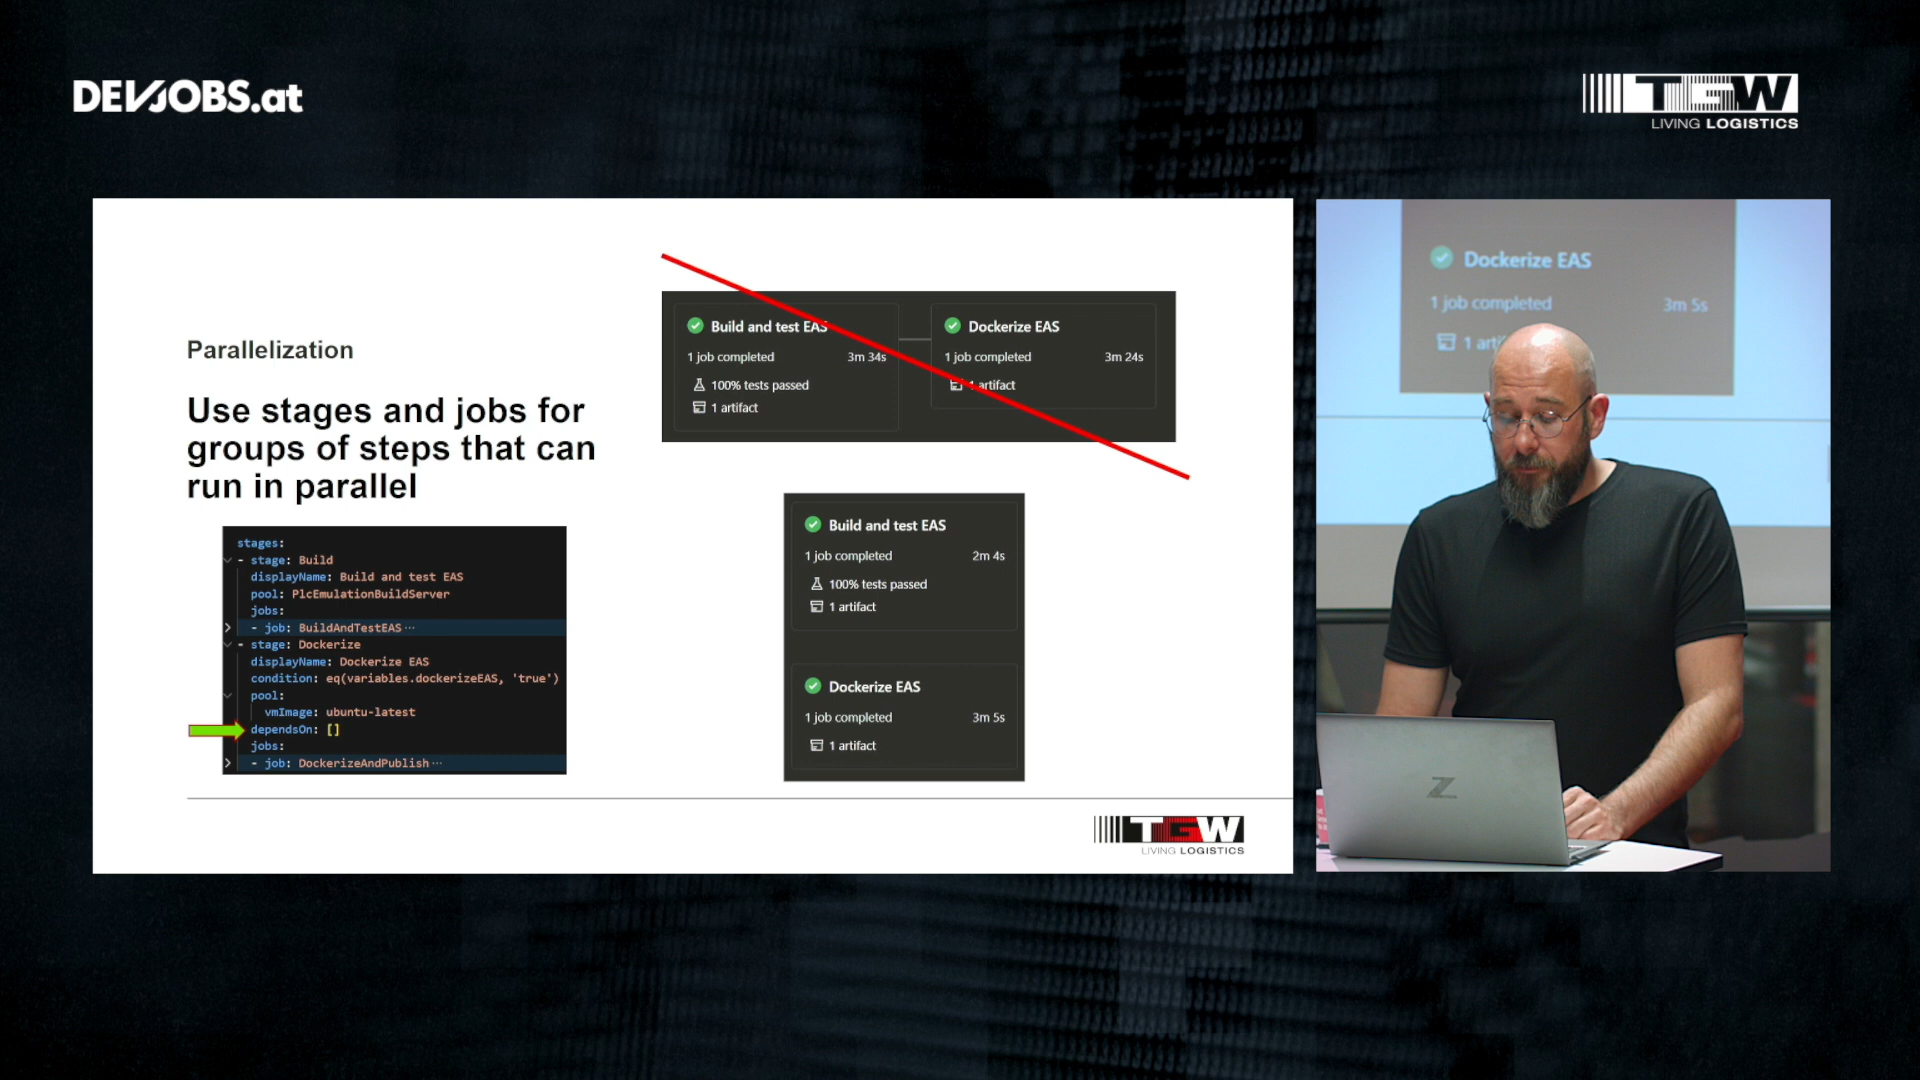 DEVJOBS.at
TGW
LIVING LOGISTICS
Parallelization
Use stages and jobs for
groups of steps that can
run in parallel
stages:
- stage: Build
displayName: Build and test EAS
pool: PlcEmulationBuildServer
jobs:
- job: BuildAndTestEAS ...
- stage: Dockerize
displayName: Dockerize EAS
condition: eq(variables.dockerizeEAS, 'true')
pool:
vmImage: ubuntu-latest
dependsOn: []
jobs:
- job: DockerizeAndPublish ...
Build and test EAS
1 job completed 3m 34s
100% tests passed
1 artifact
Dockerize EAS
1 job completed 3m 24s
1 artifact
Build and test EAS
1 job completed 2m 4s
100% tests passed
1 artifact
Dockerize EAS
1 job completed 3m 5s
1 artifact
TGW
LIVING LOGISTICS
Dockerize EAS
1 job completed 3m 5s
1 arti
Z